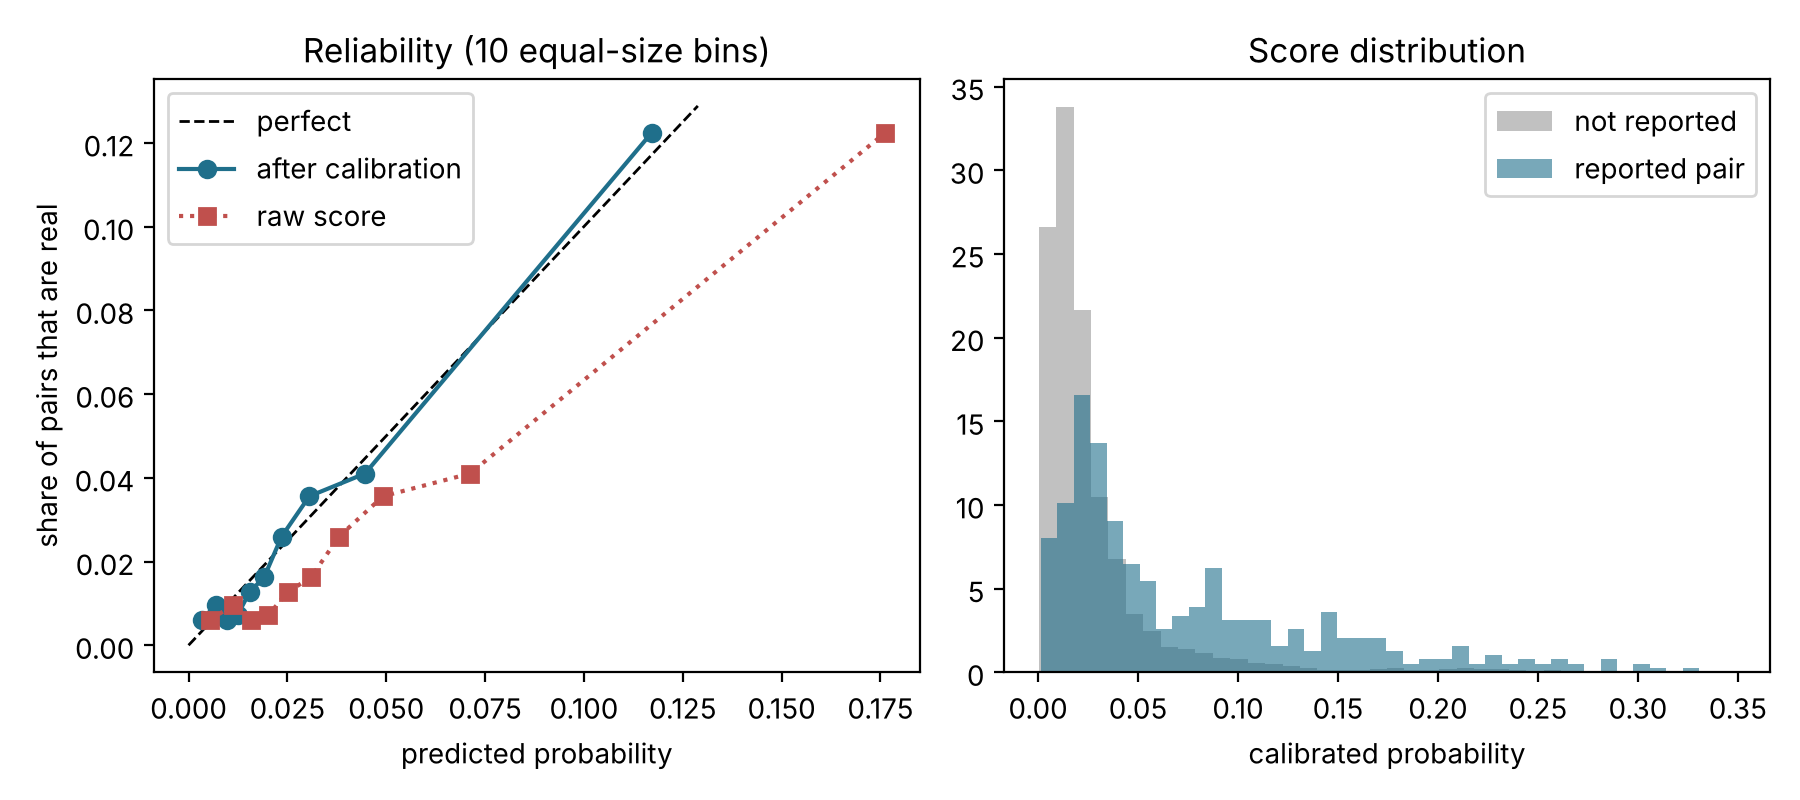 Reliability (10 equal-size bins)
perfect
after calibration
raw score
share of pairs that are real
0.12
0.10
0.08
0.06
0.04
0.02
0.00
0.000 0.025 0.050 0.075 0.100 0.125 0.150 0.175
predicted probability
Score distribution
not reported
reported pair
35
30
25
20
15
10
5
0
0.00 0.05 0.10 0.15 0.20 0.25 0.30 0.35
calibrated probability